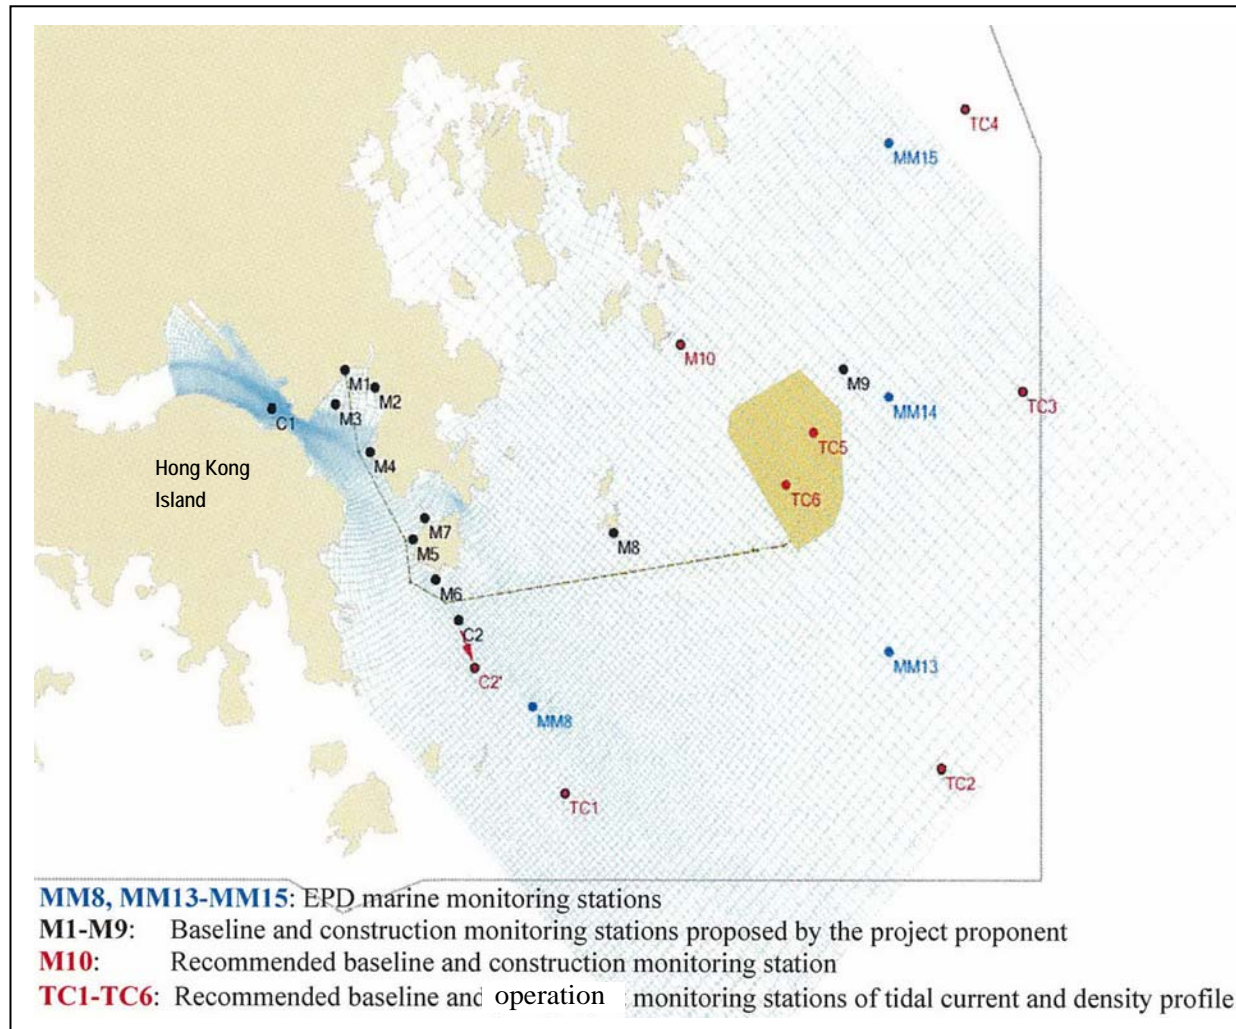 TC4
MM15
M10
M1
M9
M2
MM14
TC3
M3
C1
TC5
M4
Hong Kong
Island
TC6
M7
M8
M5
M6
C2
MM13
C2'
MM8
TC2
TC1
MM8, MM13-MM15: EPD marine monitoring stations
M1-M9: Baseline and construction monitoring stations proposed by the project proponent
M10: Recommended baseline and construction monitoring station
TC1-TC6: Recommended baseline and operation monitoring stations of tidal current and density profile